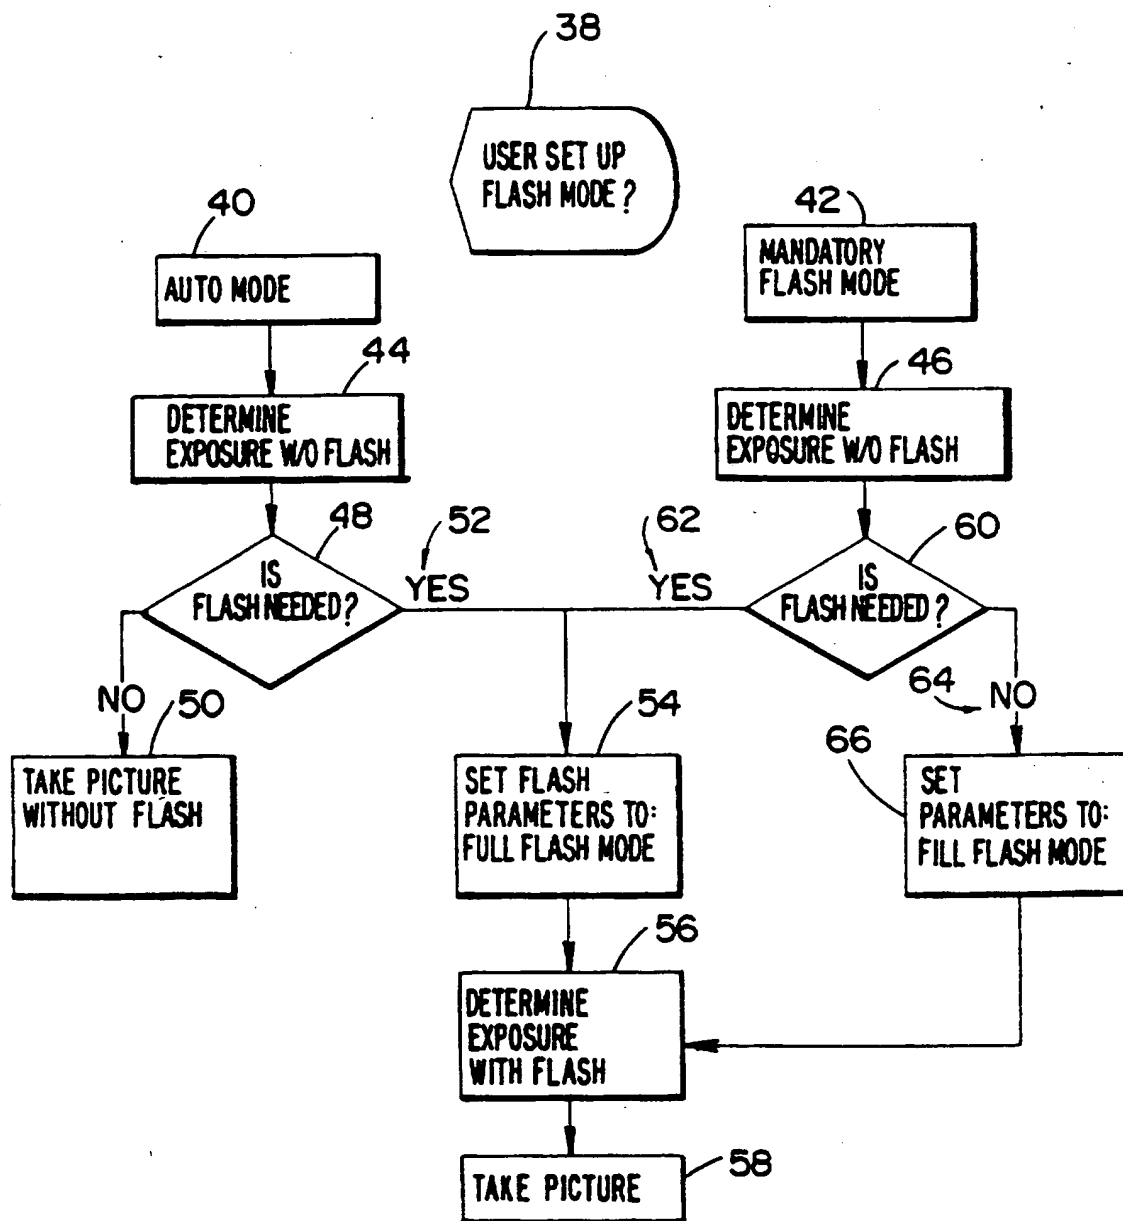 38
USER SET UP
FLASH MODE?
40
AUTO MODE
42
MANDATORY
FLASH MODE
44
DETERMINE
EXPOSURE W/O FLASH
46
DETERMINE
EXPOSURE W/O FLASH
48
IS
FLASH NEEDED?
52
YES
62
YES
60
IS
FLASH NEEDED?
NO
50
TAKE PICTURE
WITHOUT FLASH
54
SET FLASH
PARAMETERS TO:
FULL FLASH MODE
64
NO
66
SET
PARAMETERS TO:
FILL FLASH MODE
56
DETERMINE
EXPOSURE
WITH FLASH
TAKE PICTURE
58